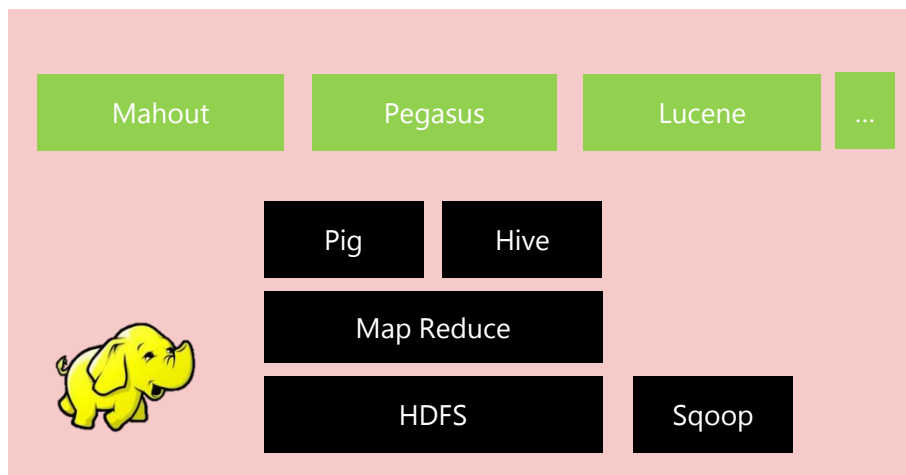 Mahout
Pegasus
Lucene
...
Pig
Hive
Map Reduce
HDFS
Sqoop